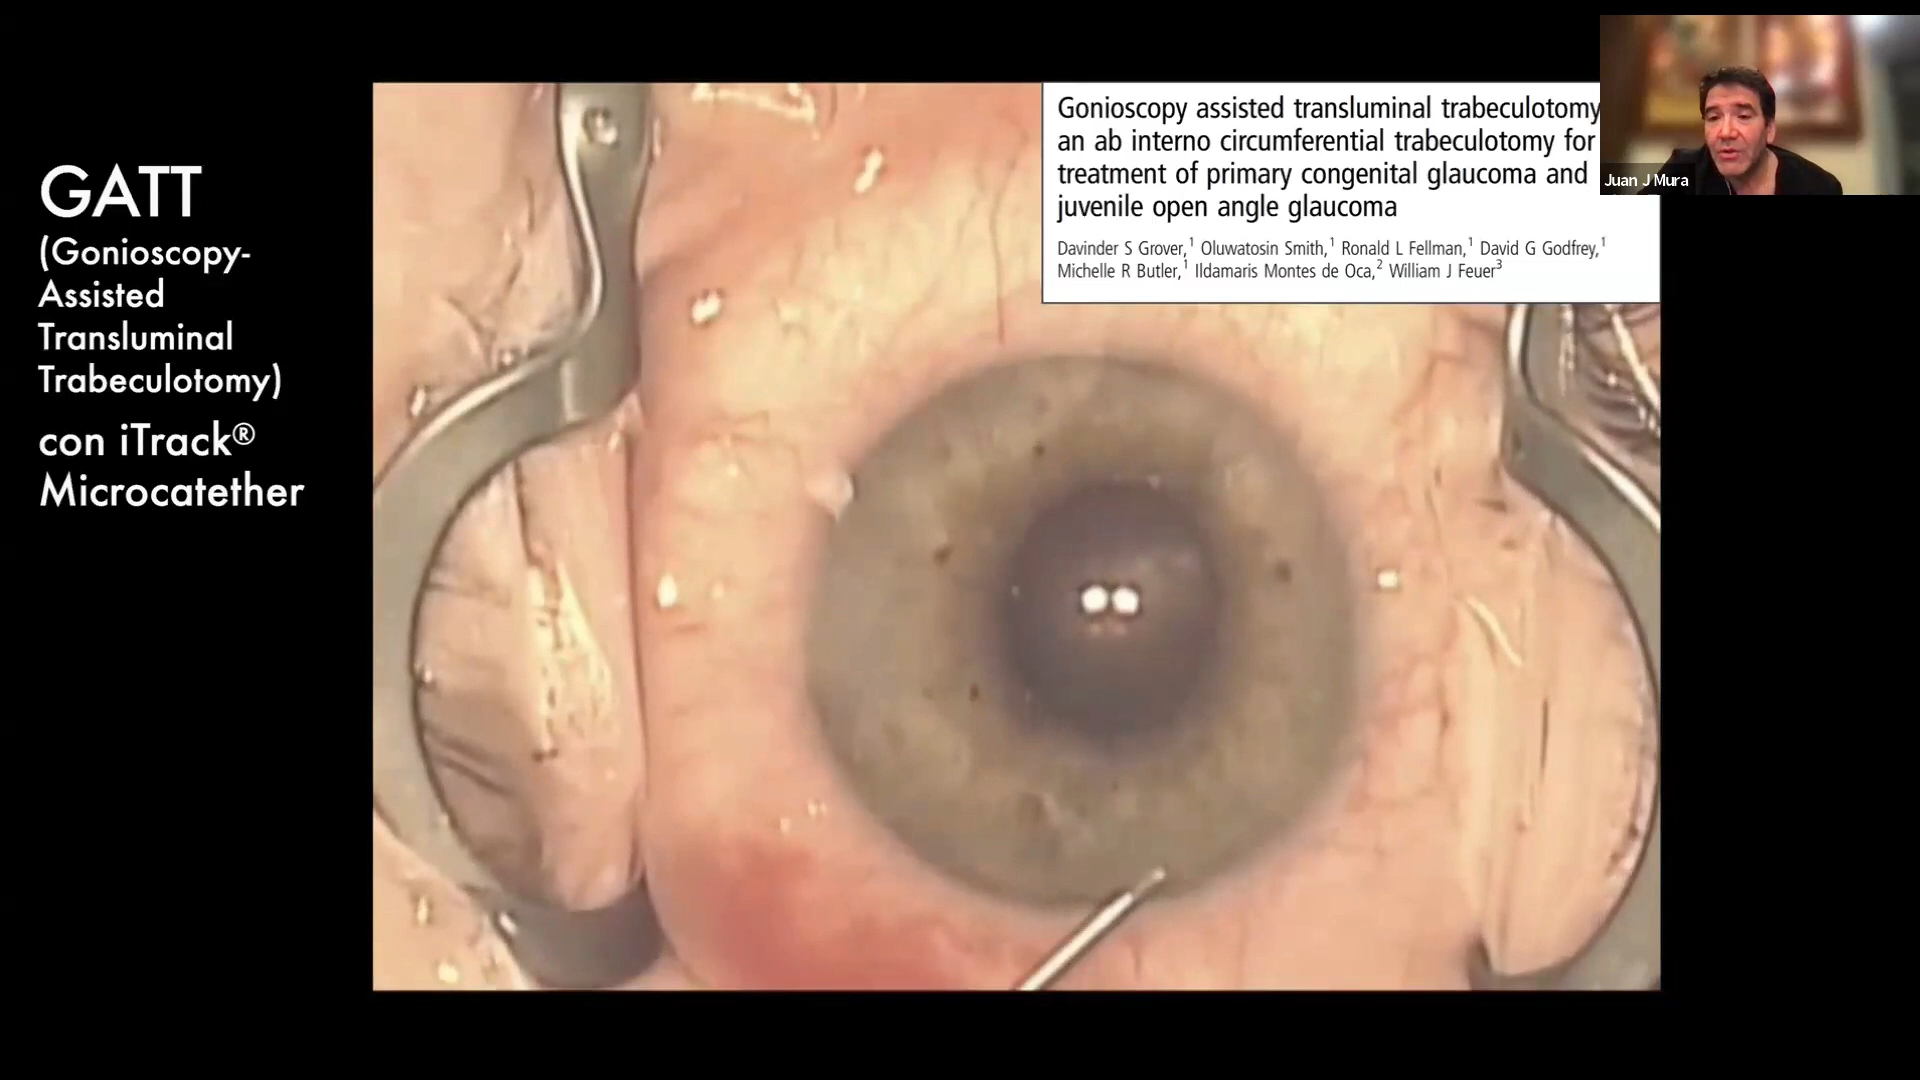 GATT
(Gonioscopy-
Assisted
Transluminal
Trabeculotomy)
con iTrack®
Microcatether
Gonioscopy assisted transluminal trabeculotomy
an ab interno circumferential trabeculotomy for
treatment of primary congenital glaucoma and
juvenile open angle glaucoma
Davinder S Grover,1 Oluwatosin Smith,1 Ronald L Fellman,1 David G Godfrey,1
Michelle R Butler,1 Ildamaris Montes de Oca,2 William J Feuer3
Juan J Mura